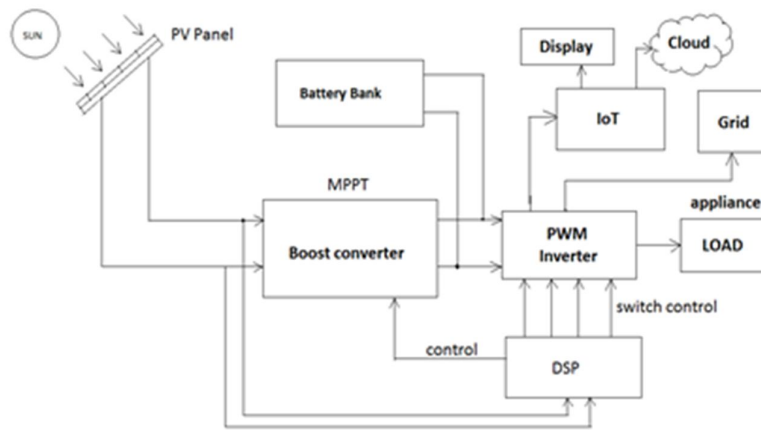 SUN
PV Panel
Battery Bank
Display
Cloud
IoT
Grid
MPPT
Boost converter
PWM
Inverter
appliance
LOAD
switch control
control
DSP